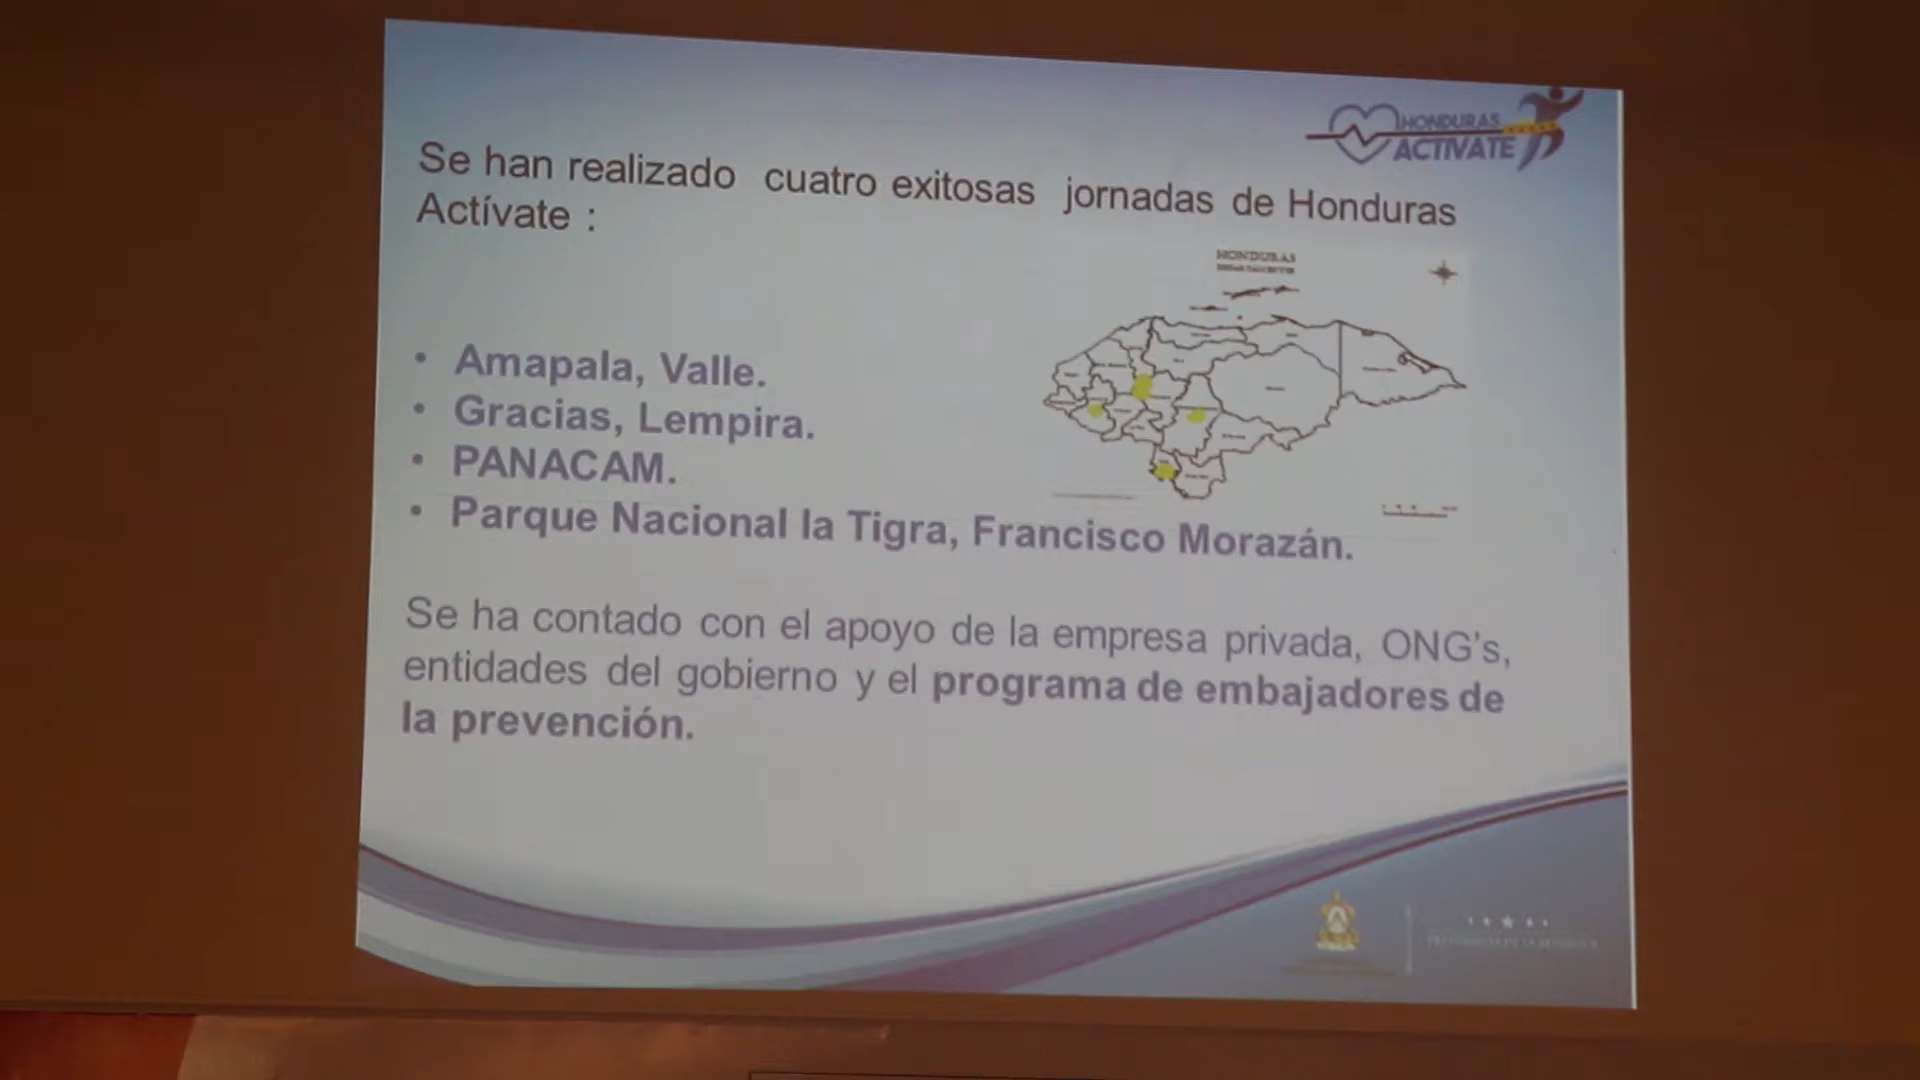 HONDURAS
ACTIVATE
Se han realizado cuatro exitosas jornadas de Honduras
Actívate :
HONDURAS
• Amapala, Valle.
• Gracias, Lempira.
• PANACAM.
• Parque Nacional la Tigra, Francisco Morazán.
Se ha contado con el apoyo de la empresa privada, ONG's,
entidades del gobierno y el programa de embajadores de
la prevención.